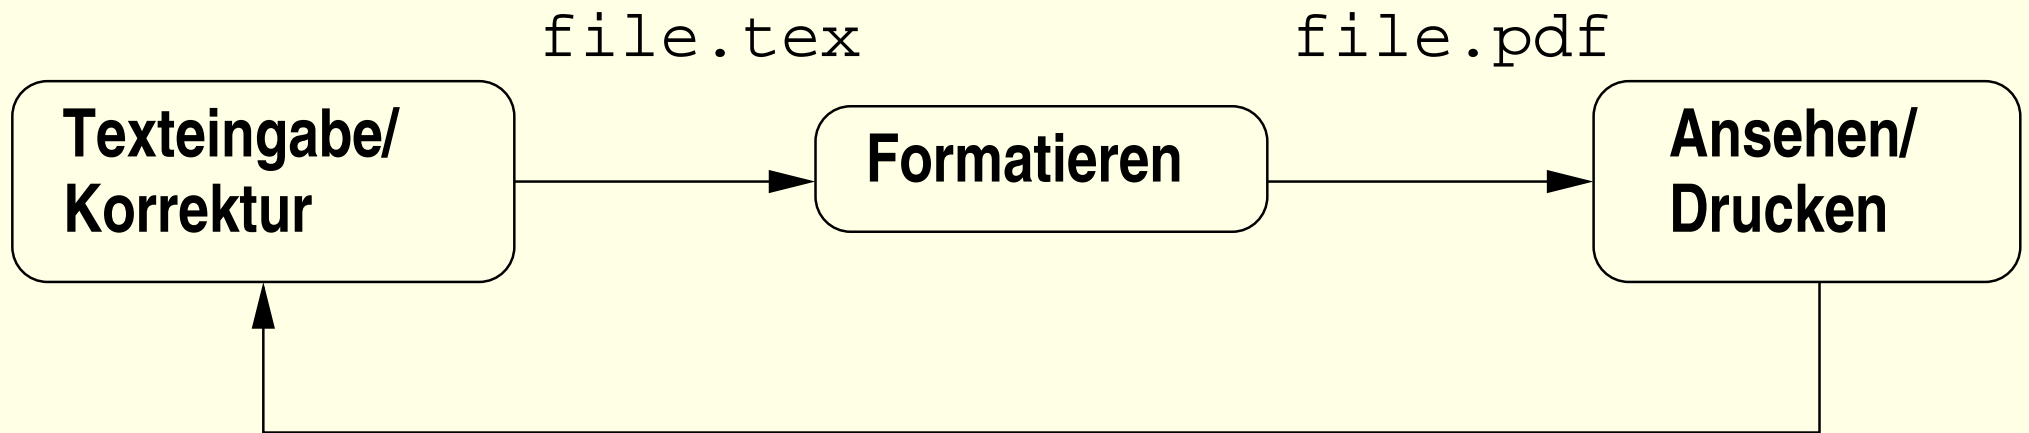 file.tex
file.pdf
Texteingabe/
Korrektur
Formatieren
Ansehen/
Drucken